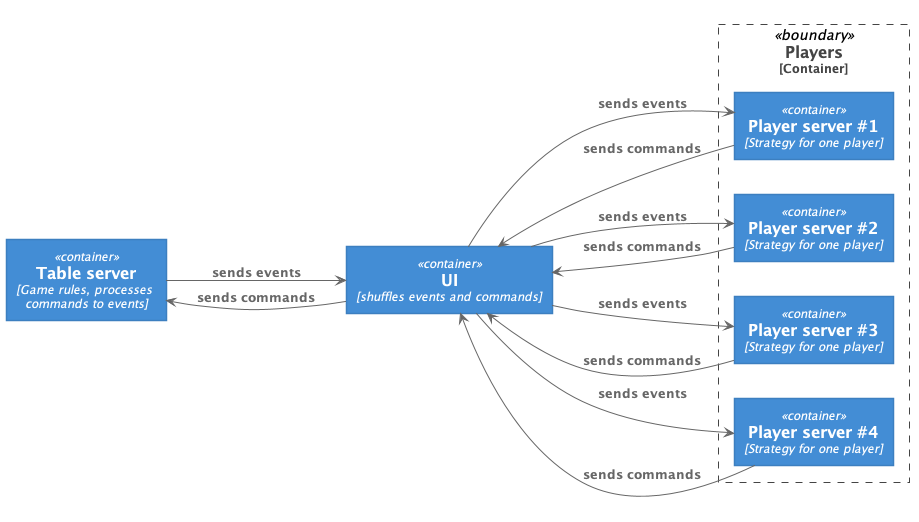 «boundary»
Players
[Container]
sends events
«container»
Player server #1
[Strategy for one player]
sends commands
sends events
«container»
Player server #2
[Strategy for one player]
sends commands
«container»
Table server
[Game rules, processes
commands to events]
sends events
sends commands
«container»
UI
[shuffles events and commands]
sends events
«container»
Player server #3
[Strategy for one player]
sends commands
sends events
«container»
Player server #4
[Strategy for one player]
sends commands